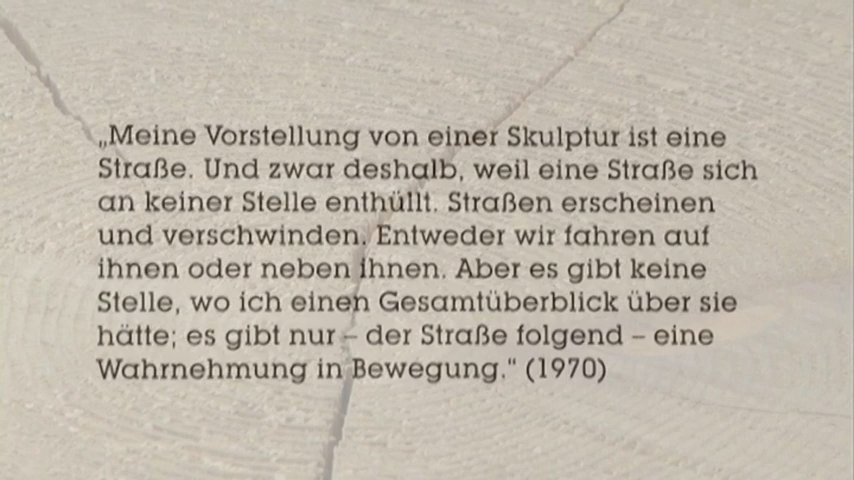 „Meine Vorstellung von einer Skulptur ist eine
Straße. Und zwar deshalb, weil eine Straße sich
an keiner Stelle enthüllt. Straßen erscheinen
und verschwinden. Entweder wir fahren auf
ihnen oder neben ihnen. Aber es gibt keine
Stelle, wo ich einen Gesamtüberblick über sie
hätte; es gibt nur – der Straße folgend – eine
Wahrnehmung in Bewegung.“ (1970)